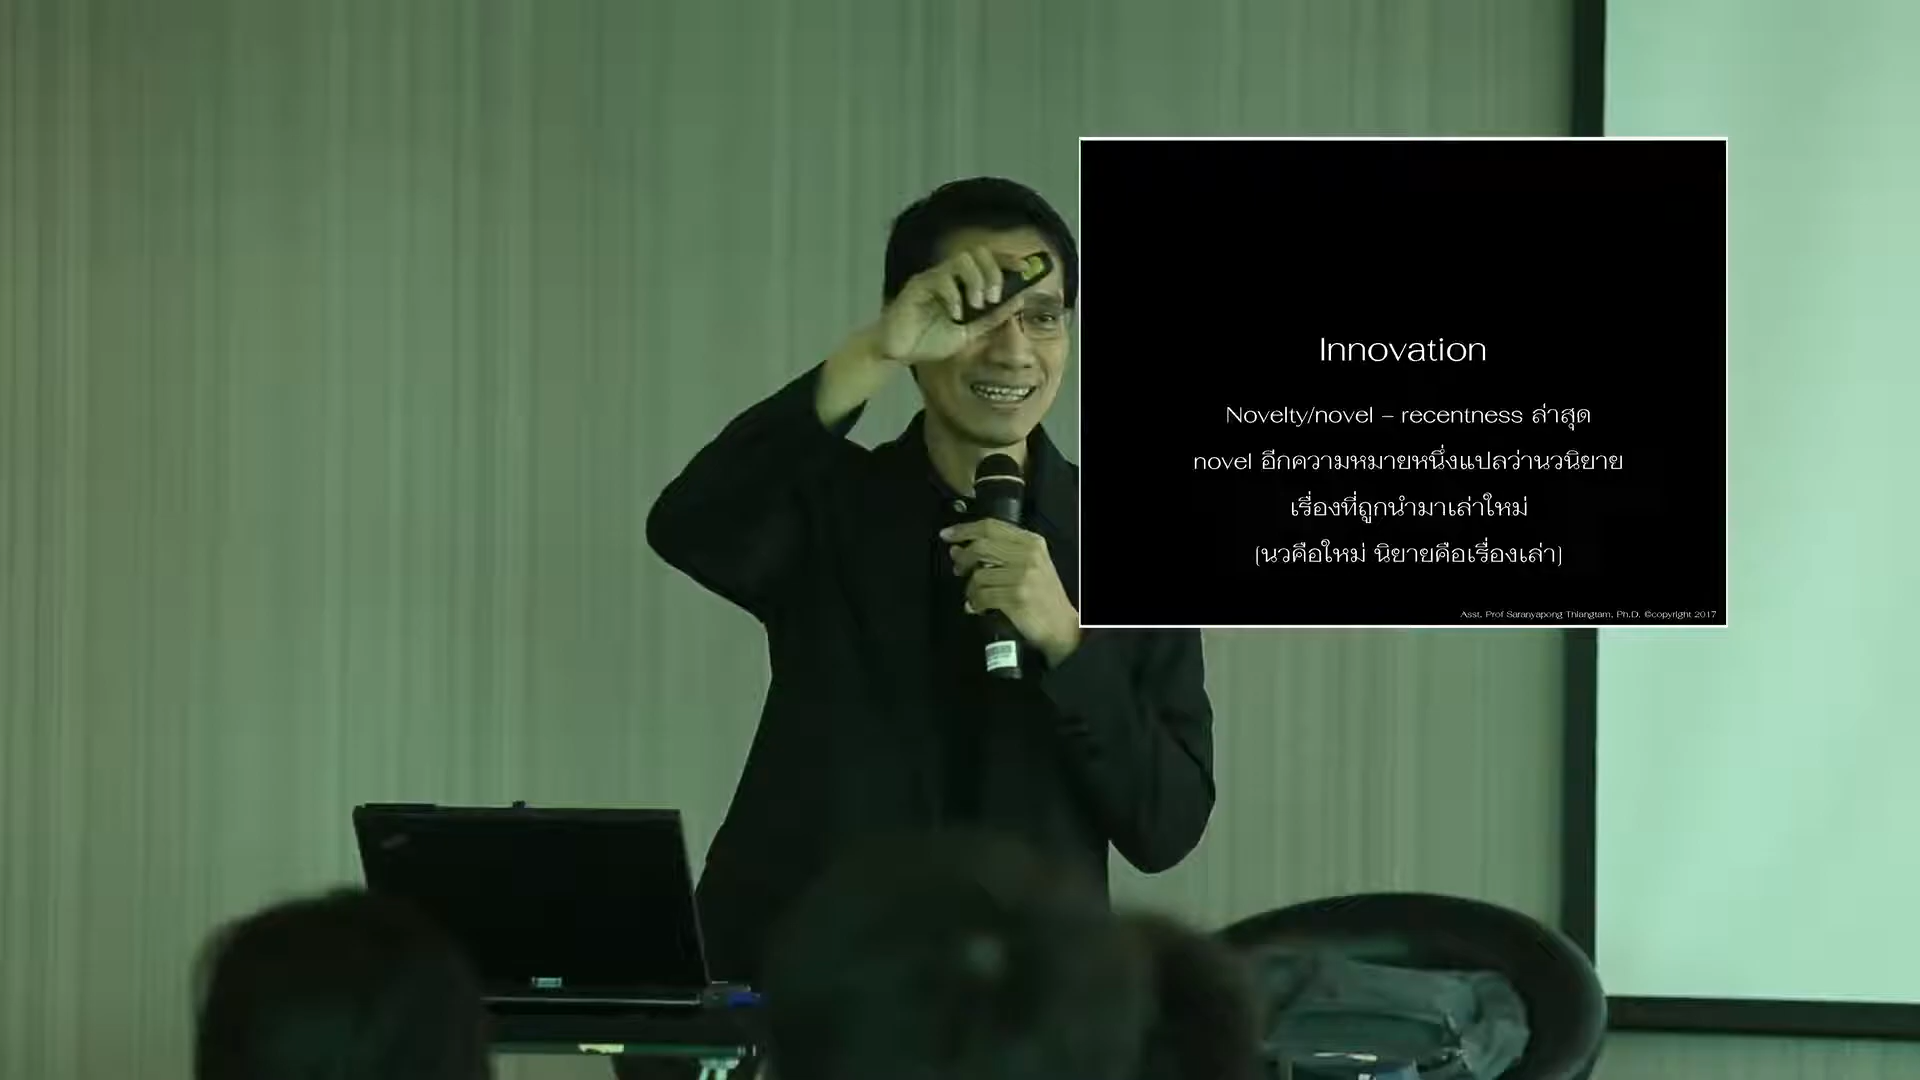 Innovation
Novelty/novel – recentness ล่าสุด
novel อีกความหมายหนึ่งแปลว่านวนิยาย
เรื่องที่ถูกนำมาเล่าใหม่
(นวคือใหม่ นิยายคือเรื่องเล่า)
Asst. Prof Saranyapong Thiangtam, Ph.D. ©copyright 2017